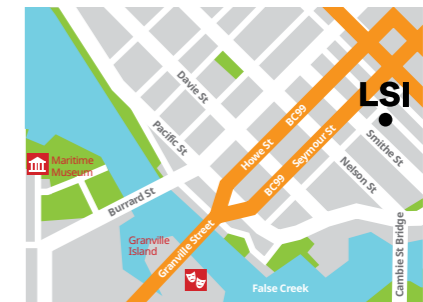 Davie St
LSI
Pacific St
Howe St
BC99
Seymour St
Smithe St
Maritime
Museum
BC99
Nelson St
Burrard St
Granville
Island
Granville Street
Cambie St Bridge
False Creek